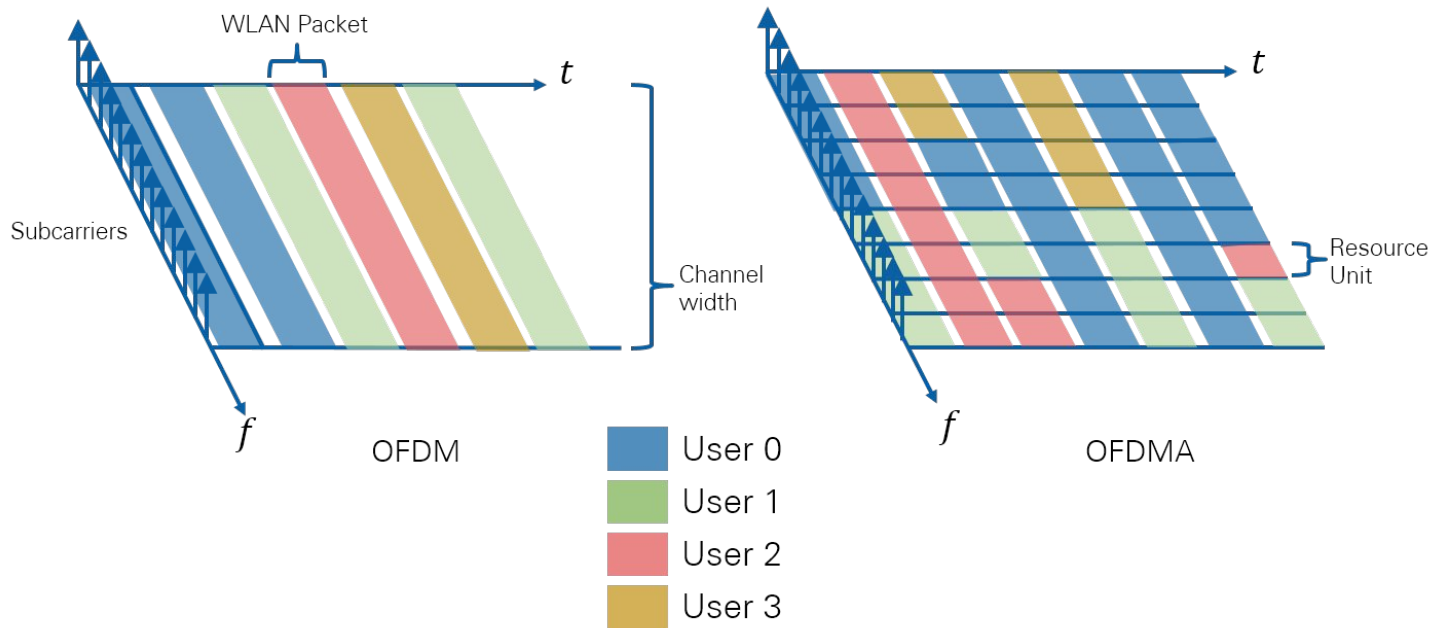 WLAN Packet
t
Subcarriers
Channel
width
f
OFDM
t
Resource
Unit
f
OFDMA
User 0
User 1
User 2
User 3